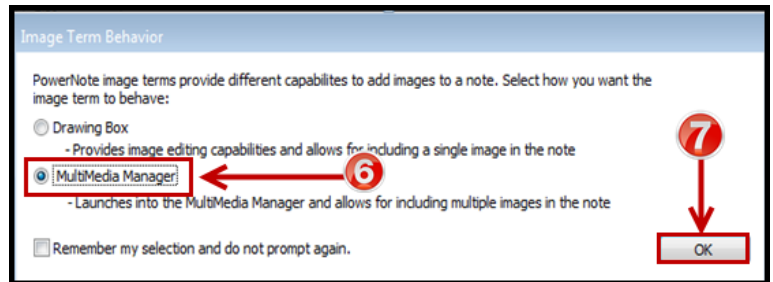 Image Term Behavior
PowerNote image terms provide different capabilites to add images to a note. Select how you want the
image term to behave:
Drawing Box
- Provides image editing capabilities and allows for including a single image in the note
MultiMedia Manager
6
- Launches into the MultiMedia Manager and allows for including multiple images in the note
7
Remember my selection and do not prompt again.
OK